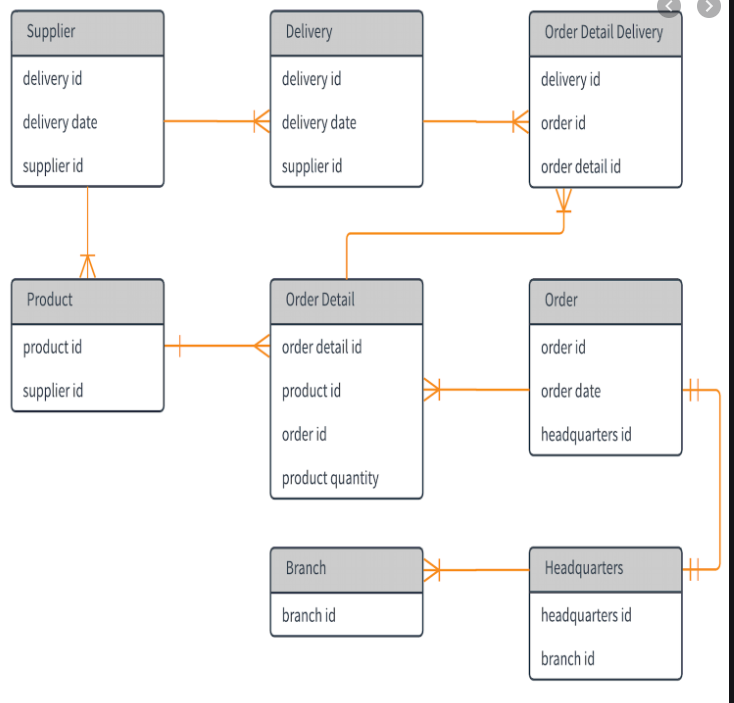 Supplier
delivery id
delivery date
supplier id
Delivery
delivery id
delivery date
supplier id
Order Detail Delivery
delivery id
order id
order detail id
Product
product id
supplier id
Order Detail
order detail id
product id
order id
product quantity
Order
order id
order date
headquarters id
Branch
branch id
Headquarters
headquarters id
branch id